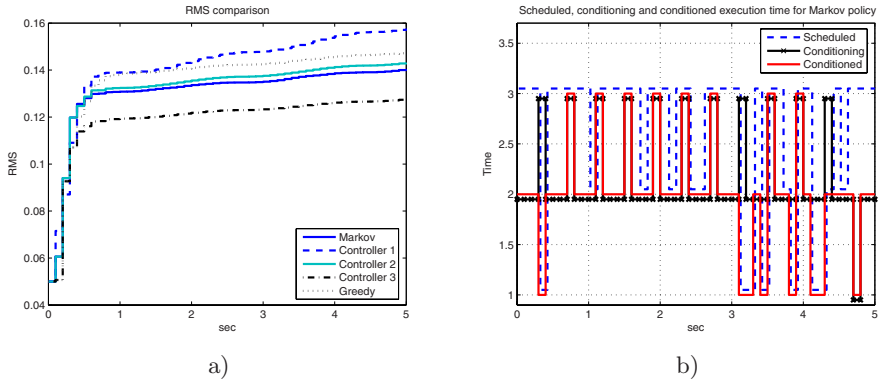 RMS comparison
0.16
0.14
0.12
0.1
0.08
0.06
0.04
RMS
0
1
2
3
4
5
sec
Markov
Controller 1
Controller 2
Controller 3
Greedy
a)
Scheduled, conditioning and conditioned execution time for Markov policy
3.5
3
2.5
2
1.5
1
Time
0
1
2
3
4
5
sec
Scheduled
Conditioning
Conditioned
b)